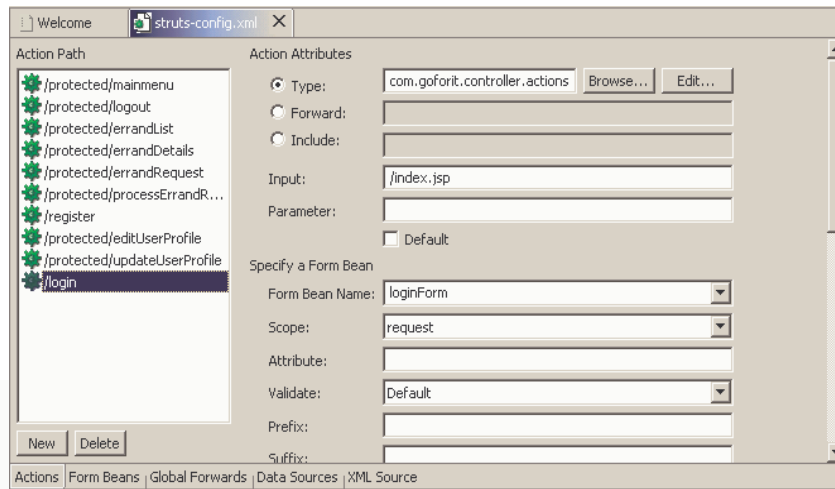 Welcome
struts-config.xml
Action Path
/protected/mainmenu
/protected/logout
/protected/errandList
/protected/errandDetails
/protected/errandRequest
/protected/processErrandR...
/register
/protected/editUserProfile
/protected/updateUserProfile
/login
New
Delete
Action Attributes
Type: com.goforit.controller.actions Browse... Edit...
Forward:
Include:
Input: /index.jsp
Parameter:
Default
Specify a Form Bean
Form Bean Name: loginForm
Scope: request
Attribute:
Validate: Default
Prefix:
Suffix:
Actions Form Beans Global Forwards Data Sources XML Source